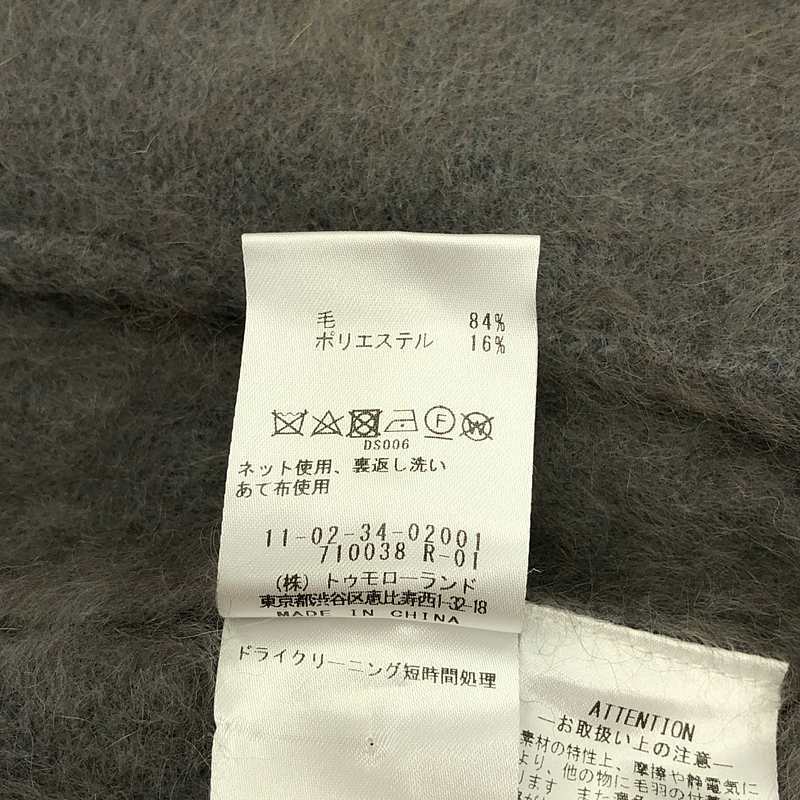 毛 84%
ポリエステル 16%
F W
DS006
ネット使用、裏返し洗い
あて布使用
11-02-34-02001
710038 R-01
(株) トゥモローランド
東京都渋谷区恵比寿西1-32-18
MADE IN CHINA
ドライクリーニング短時間処理
ATTENTION
―お取扱い上の注意―
素材の特性上、摩擦や静電気に
より、他の物に毛羽の付
ります また